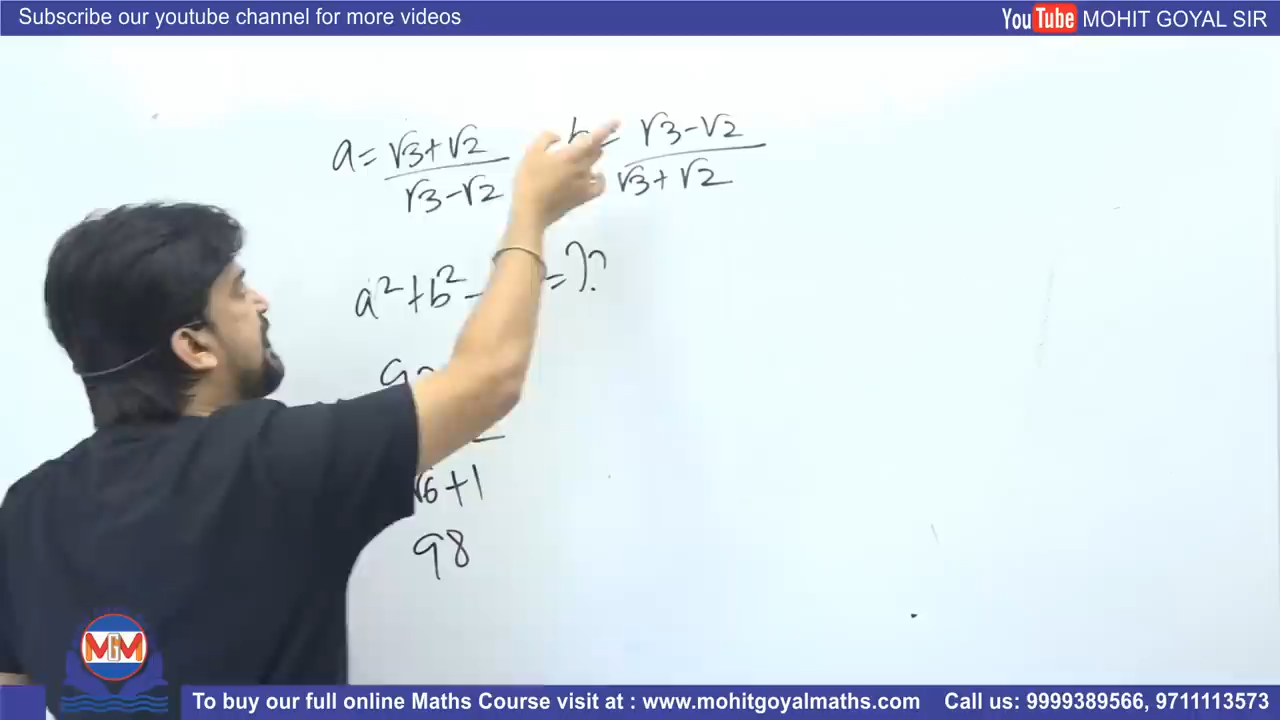 Subscribe our youtube channel for more videos
YouTube MOHIT GOYAL SIR
a = √3+√2 / √3-√2 = √3-√2 / √3+√2
a²+b²- =??
√6+1
98
MGM
To buy our full online Maths Course visit at : www.mohitgoyalmaths.com Call us: 9999389566, 9711113573